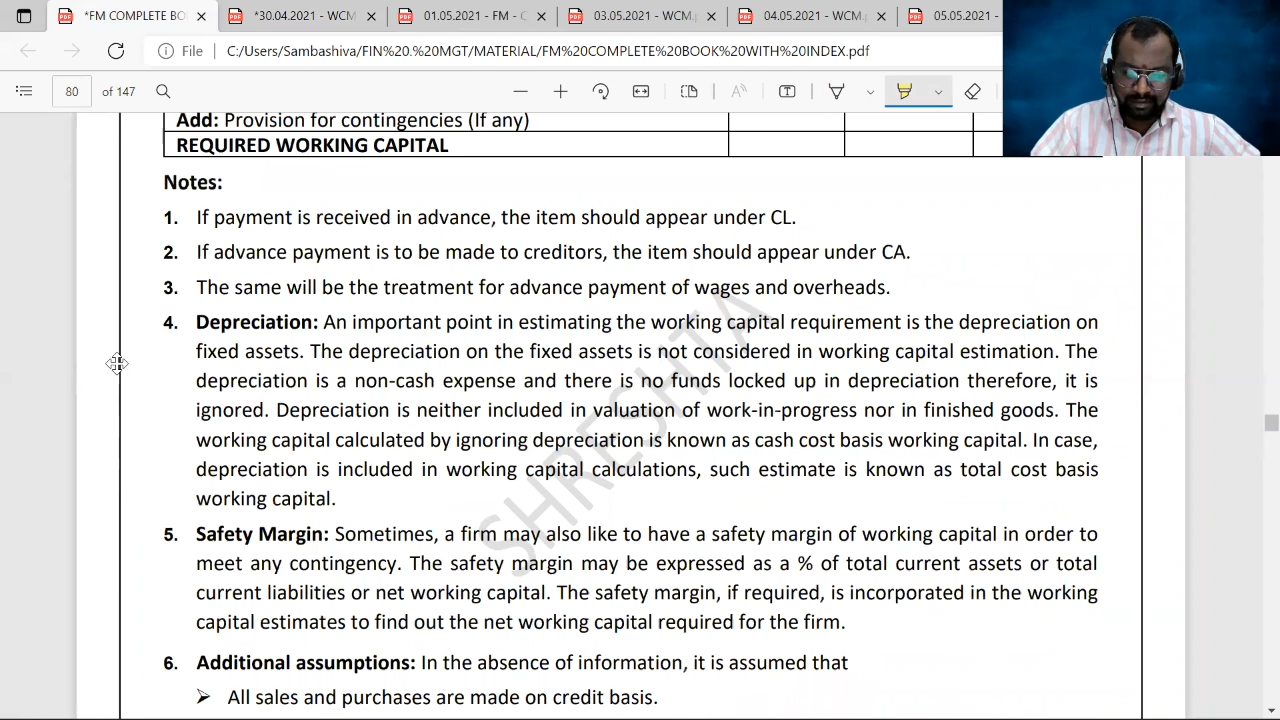 *FM COMPLETE BO
*30.04.2021 - WCM
01.05.2021 - FM - C
03.05.2021 - WCM.
04.05.2021 - WCM.
05.05.2021 -
File
C:/Users/Sambashiva/FIN%20.%20MGT/MATERIAL/FM%20COMPLETE%20BOOK%20WITH%20INDEX.pdf
80 of 147
Add: Provision for contingencies (If any)
REQUIRED WORKING CAPITAL
Notes:
1. If payment is received in advance, the item should appear under CL.
2. If advance payment is to be made to creditors, the item should appear under CA.
3. The same will be the treatment for advance payment of wages and overheads.
4. Depreciation: An important point in estimating the working capital requirement is the depreciation on
fixed assets. The depreciation on the fixed assets is not considered in working capital estimation. The
depreciation is a non-cash expense and there is no funds locked up in depreciation therefore, it is
ignored. Depreciation is neither included in valuation of work-in-progress nor in finished goods. The
working capital calculated by ignoring depreciation is known as cash cost basis working capital. In case,
depreciation is included in working capital calculations, such estimate is known as total cost basis
working capital.
5. Safety Margin: Sometimes, a firm may also like to have a safety margin of working capital in order to
meet any contingency. The safety margin may be expressed as a % of total current assets or total
current liabilities or net working capital. The safety margin, if required, is incorporated in the working
capital estimates to find out the net working capital required for the firm.
6. Additional assumptions: In the absence of information, it is assumed that
➢ All sales and purchases are made on credit basis.
SHRESHTA